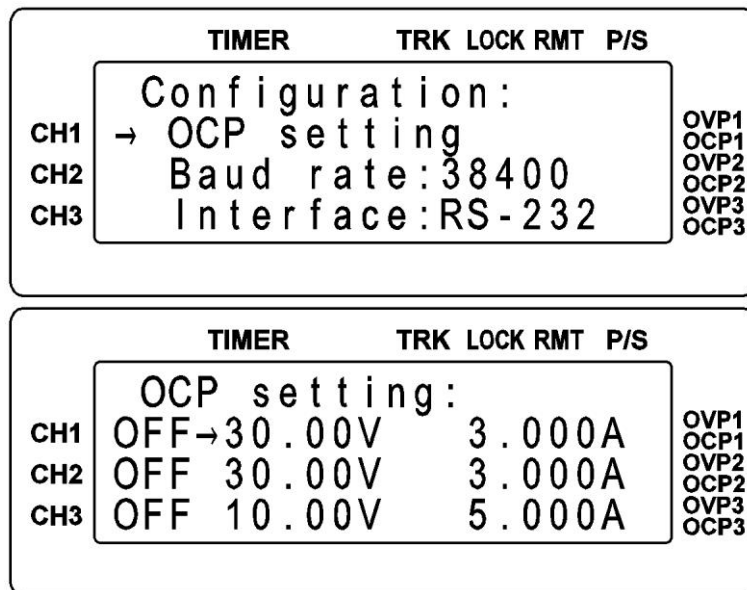 TIMER TRK LOCK RMT P/S
Configuration:
CH1 → OCP setting OVP1 OCP1
CH2 Baud rate:38400 OVP2 OCP2
CH3 Interface:RS-232 OVP3 OCP3
TIMER TRK LOCK RMT P/S
OCP setting:
CH1 OFF→30.00V 3.000A OVP1 OCP1
CH2 OFF 30.00V 3.000A OVP2 OCP2
CH3 OFF 10.00V 5.000A OVP3 OCP3